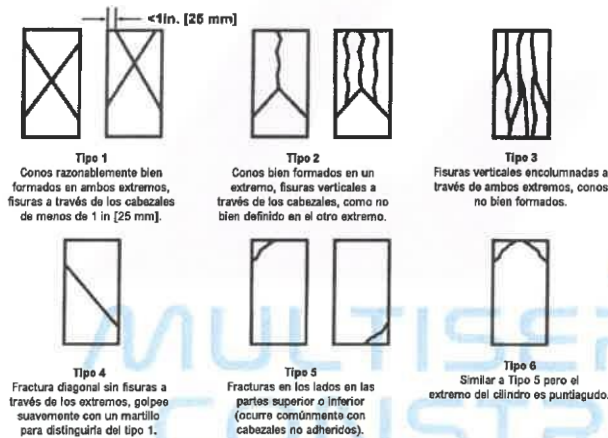 <1in. [25 mm]
Tipo 1
Conos razonablemente bien
formados en ambos extremos,
fisuras a través de los cabezales
de menos de 1 in [25 mm].
Tipo 2
Conos bien formados en un
extremo, fisuras verticales a
través de los cabezales, como no
bien definido en el otro extremo.
Tipo 3
Fisuras verticales encolumnadas a
través de ambos extremos, conos
no bien formados.
Tipo 4
Fractura diagonal sin fisuras a
través de los extremos, golpee
suavemente con un martillo
para distinguirla del tipo 1.
Tipo 5
Fracturas en los lados en las
partes superior o inferior
(ocurre comúnmente con
cabezales no adheridos).
Tipo 6
Similar a Tipo 5 pero el
extremo del cilindro es puntiagudo.